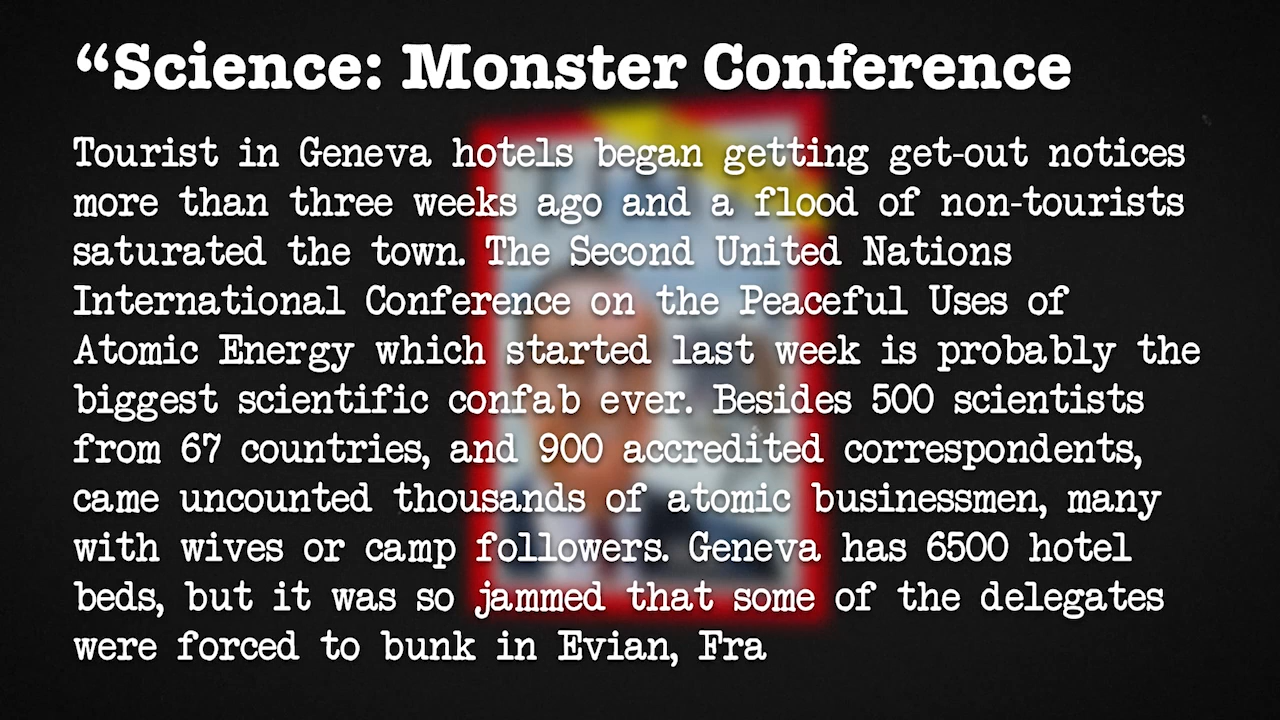 “Science: Monster Conference
Tourist in Geneva hotels began getting get-out notices
more than three weeks ago and a flood of non-tourists
saturated the town. The Second United Nations
International Conference on the Peaceful Uses of
Atomic Energy which started last week is probably the
biggest scientific confab ever. Besides 500 scientists
from 67 countries, and 900 accredited correspondents,
came uncounted thousands of atomic businessmen, many
with wives or camp followers. Geneva has 6500 hotel
beds, but it was so jammed that some of the delegates
were forced to bunk in Evian, Fra